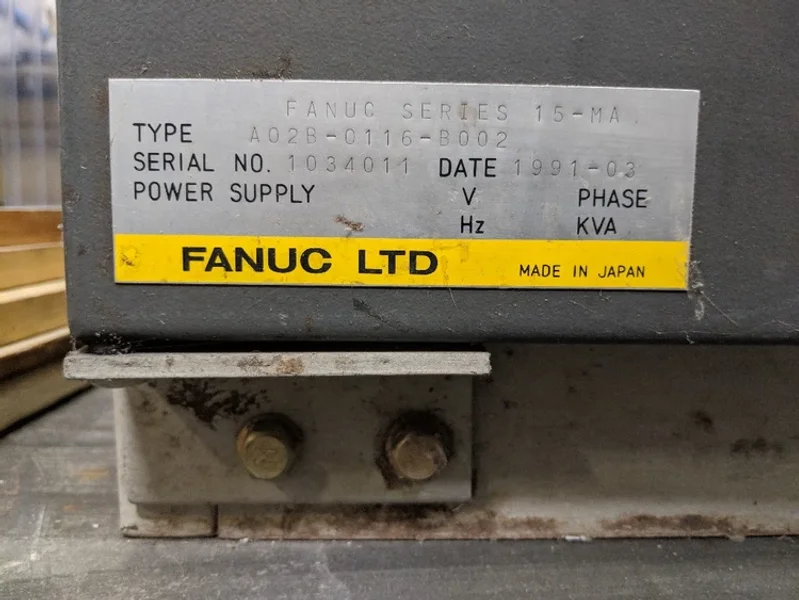 FANUC SERIES 15-MA.
TYPE A02B-0116-B002
SERIAL NO. 1034011 DATE 1991-03
POWER SUPPLY V PHASE
Hz KVA
FANUC LTD MADE IN JAPAN